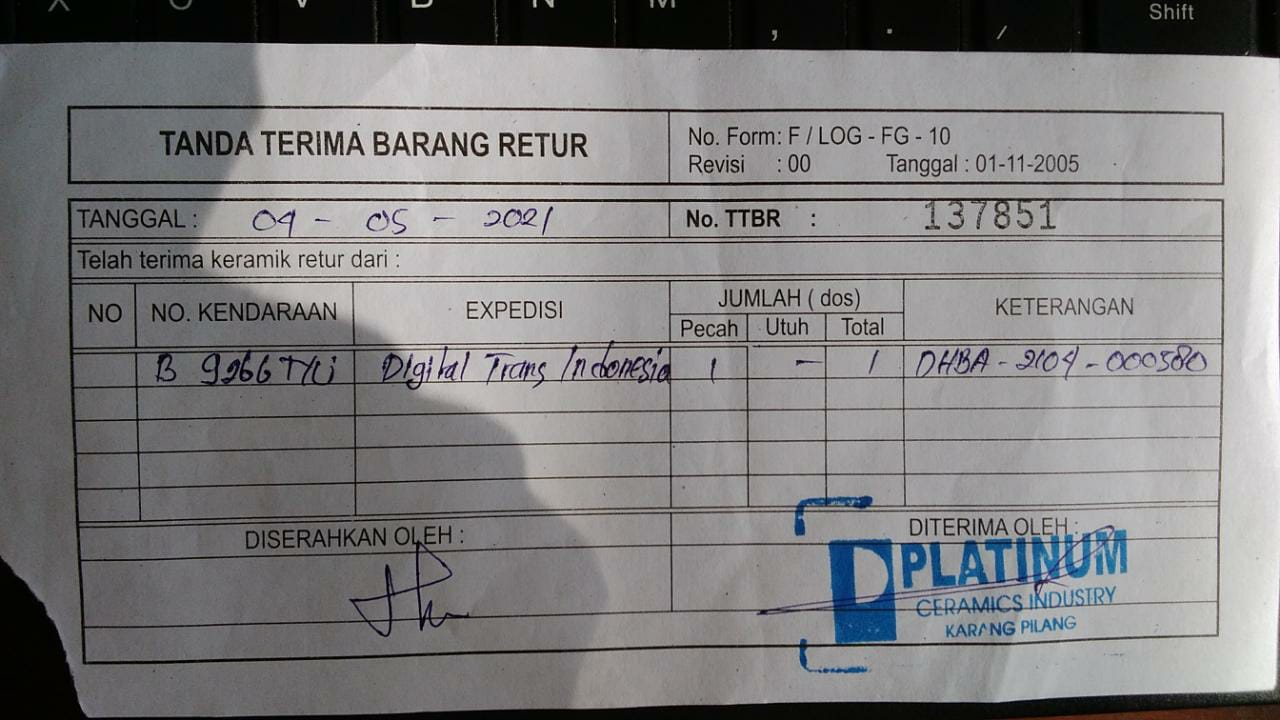 X C V B N M , . / Shift
TANDA TERIMA BARANG RETUR
No. Form: F / LOG - FG - 10
Revisi : 00 Tanggal : 01-11-2005
TANGGAL : 04 - 05 - 2021
No. TTBR : 137851
Telah terima keramik retur dari :
NO NO. KENDARAAN EXPEDISI JUMLAH ( dos) KETERANGAN
Pecah Utuh Total
B 9266 Digital Trans Indonesia 1 - 1 DHBA - 2104 - 000580
DISERAHKAN OLEH :
DITERIMA OLEH :
PLATINUM
CERAMICS INDUSTRY
KARANG PILANG